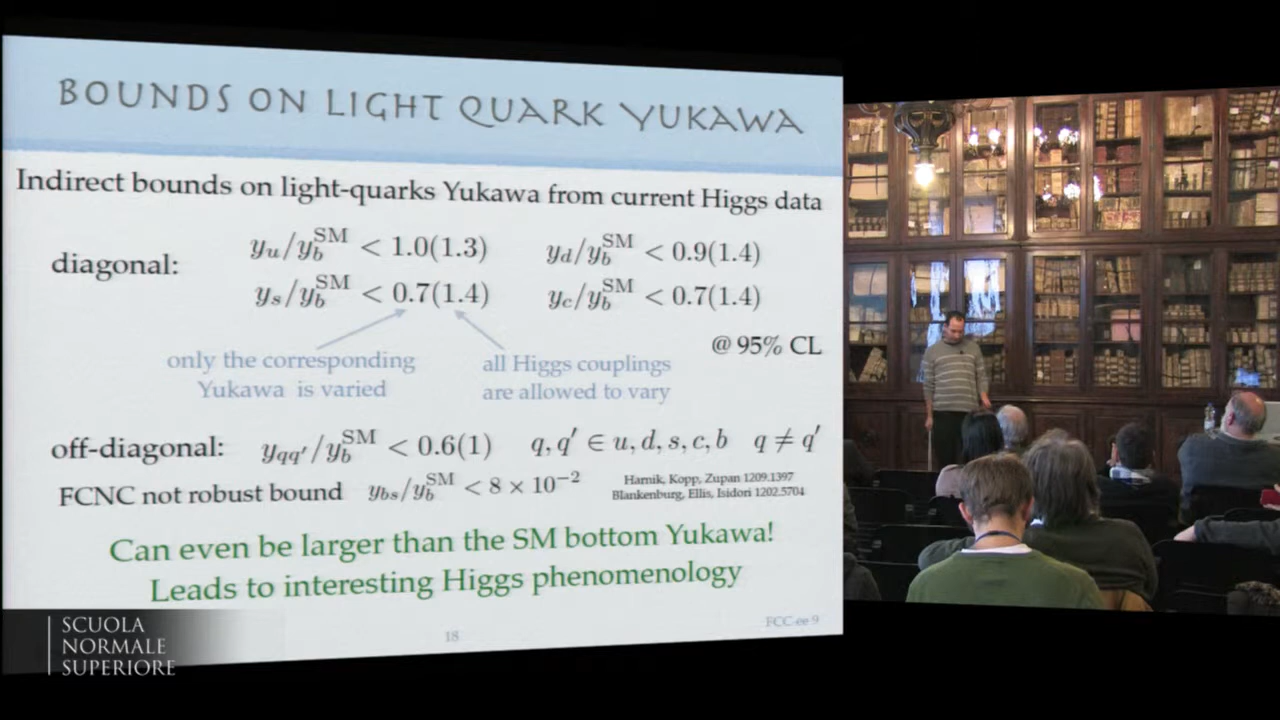 BOUNDS ON LIGHT QUARK YUKAWA
Indirect bounds on light-quarks Yukawa from current Higgs data
diagonal: y_u/y_b^SM < 1.0(1.3) y_d/y_b^SM < 0.9(1.4)
y_s/y_b^SM < 0.7(1.4) y_c/y_b^SM < 0.7(1.4)
@ 95% CL
only the corresponding
Yukawa is varied
all Higgs couplings
are allowed to vary
off-diagonal: y_qq'/y_b^SM < 0.6(1) q, q' ∈ u, d, s, c, b q ≠ q'
FCNC not robust bound y_bs/y_b^SM < 8 × 10^-2
Harnik, Kopp, Zupan 1209.1397
Blankenburg, Ellis, Isidori 1202.5704
Can even be larger than the SM bottom Yukawa!
Leads to interesting Higgs phenomenology
18
FCC-ee 9
SCUOLA
NORMALE
SUPERIORE